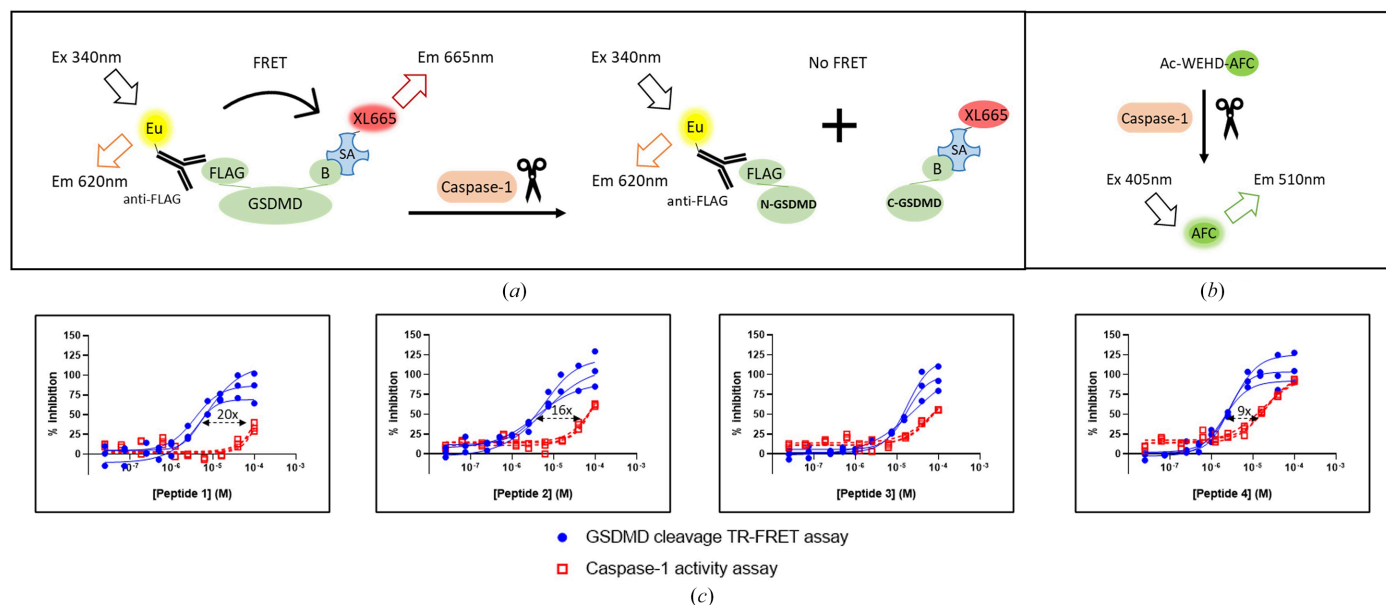 Ex 340nm
FRET
Em 665nm
Eu
XL665
SA
Em 620nm
FLAG
B
anti-FLAG
GSDMD
Caspase-1
Ex 340nm
No FRET
Eu
XL665
SA
Em 620nm
FLAG
B
anti-FLAG
N-GSDMD
C-GSDMD
+
Ac-WEHD-AFC
Caspase-1
Ex 405nm
Em 510nm
AFC
(a)
(b)
% inhibition
150
125
100
75
50
25
0
20x
10-7
10-6
10-5
10-4
10-3
[Peptide 1] (M)
% inhibition
150
125
100
75
50
25
0
16x
10-7
10-6
10-5
10-4
10-3
[Peptide 2] (M)
% inhibition
150
125
100
75
50
25
0
10-7
10-6
10-5
10-4
10-3
[Peptide 3] (M)
% inhibition
150
125
100
75
50
25
0
9x
10-7
10-6
10-5
10-4
10-3
[Peptide 4] (M)
GSDMD cleavage TR-FRET assay
Caspase-1 activity assay
(c)